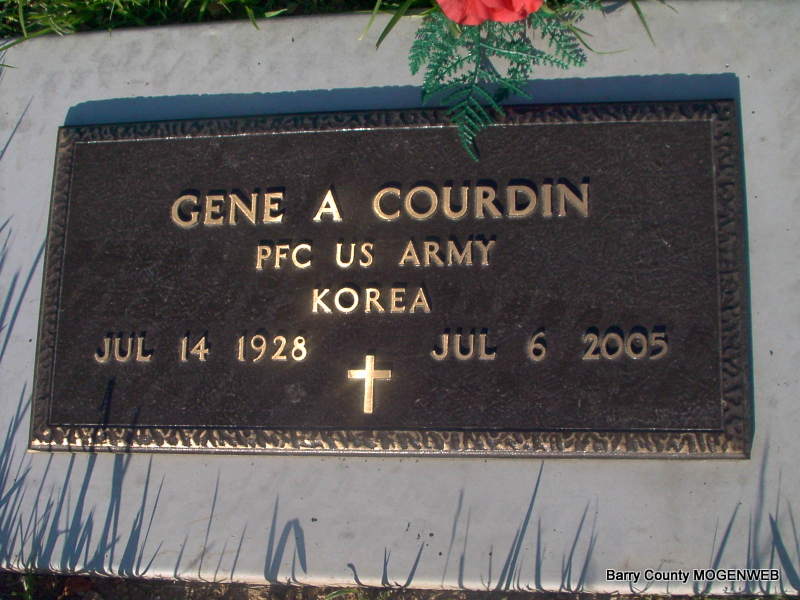 GENE A COURDIN
PFC US ARMY
KOREA
JUL 14 1928 JUL 6 2005
Barry County MOGENWEB